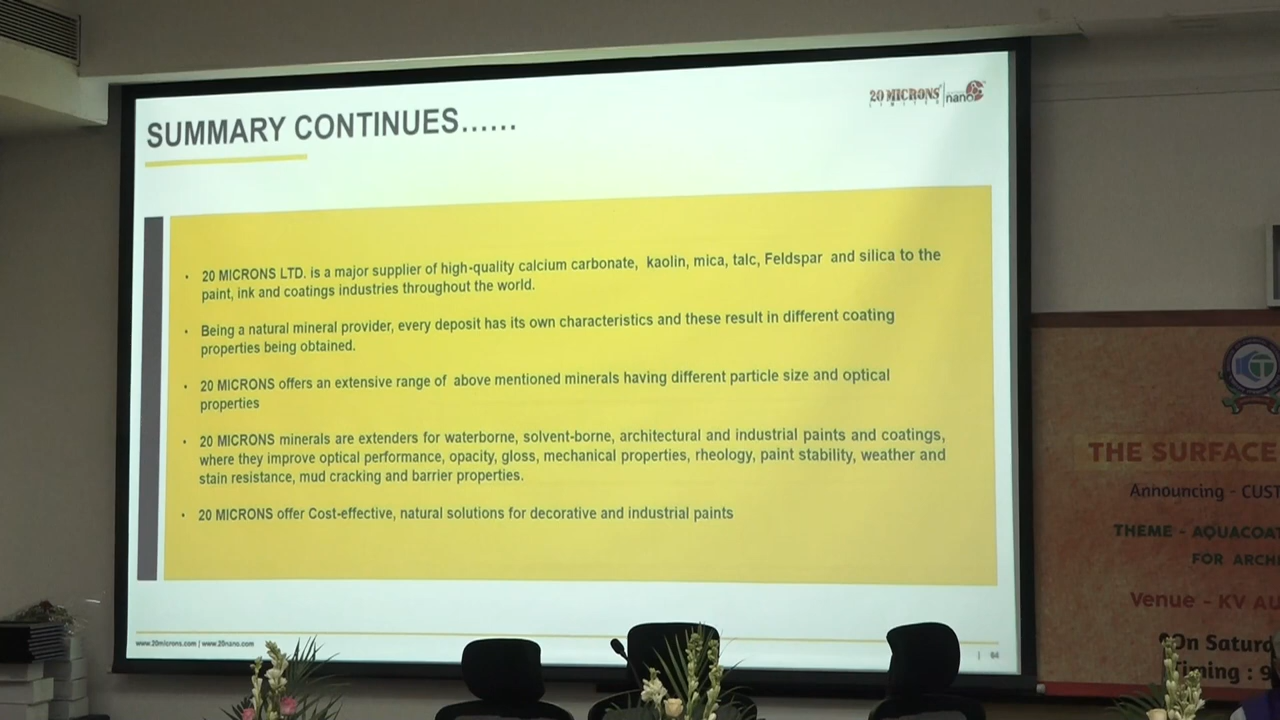 20 MICRONS
LIMITED
nano
SUMMARY CONTINUES......
• 20 MICRONS LTD. is a major supplier of high-quality calcium carbonate, kaolin, mica, talc, Feldspar and silica to the
paint, ink and coatings industries throughout the world.
• Being a natural mineral provider, every deposit has its own characteristics and these result in different coating
properties being obtained.
• 20 MICRONS offers an extensive range of above mentioned minerals having different particle size and optical
properties
• 20 MICRONS minerals are extenders for waterborne, solvent-borne, architectural and industrial paints and coatings,
where they improve optical performance, opacity, gloss, mechanical properties, rheology, paint stability, weather and
stain resistance, mud cracking and barrier properties.
• 20 MICRONS offer Cost-effective, natural solutions for decorative and industrial paints
www.20microns.com | www.20nano.com
| 64
THE SURFACE
Announcing - CUST
THEME - AQUACOAT
FOR ARCH
Venue - KV AU
On Saturd
Timing : 9